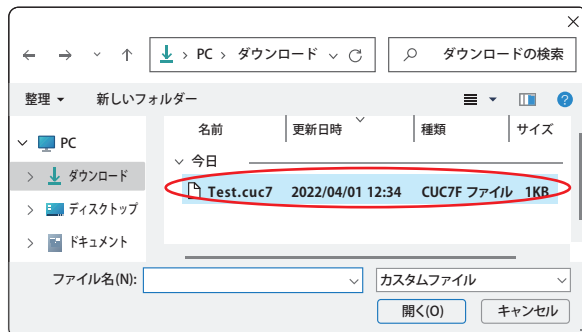 PC ダウンロード ダウンロードの検索
整理 新しいフォルダー
名前 更新日時 種類 サイズ
PC
今日
ダウンロード
Test.cuc7 2022/04/01 12:34 CUC7F ファイル 1KB
ディスクトップ
ドキュメント
ファイル名(N): カスタムファイル
開く(O) キャンセル